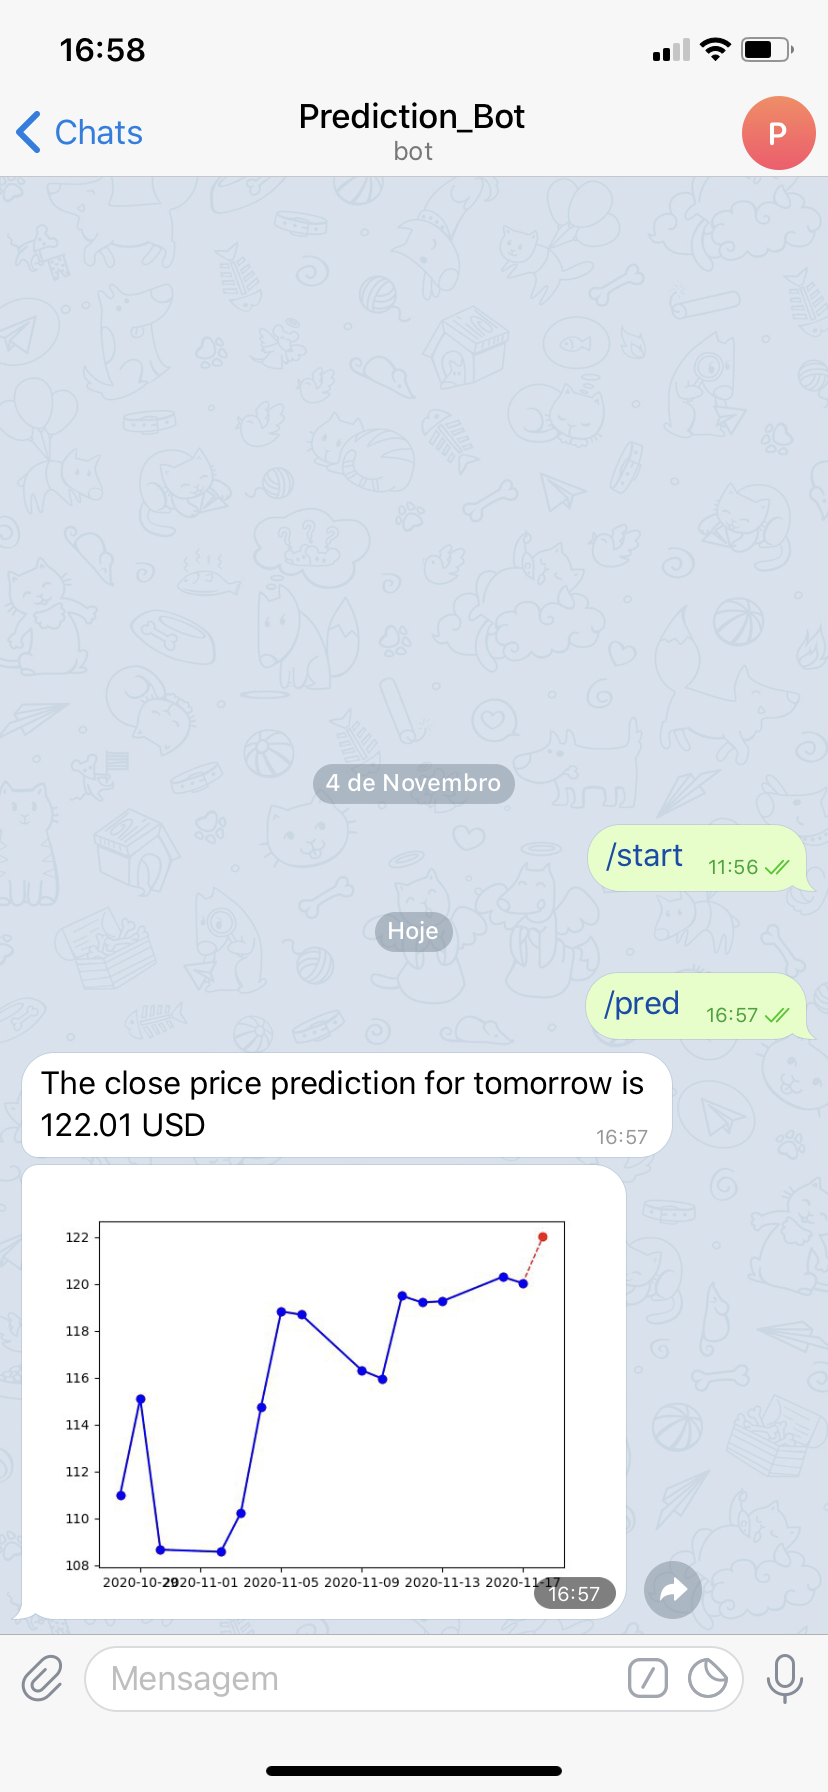 16:58
Chats
Prediction_Bot
bot
P
4 de Novembro
/start 11:56
Hoje
/pred 16:57
The close price prediction for tomorrow is
122.01 USD
16:57
122
120
118
116
114
112
110
108
2020-10-29 2020-11-01 2020-11-05 2020-11-09 2020-11-13 2020-11-17
16:57
Mensagem